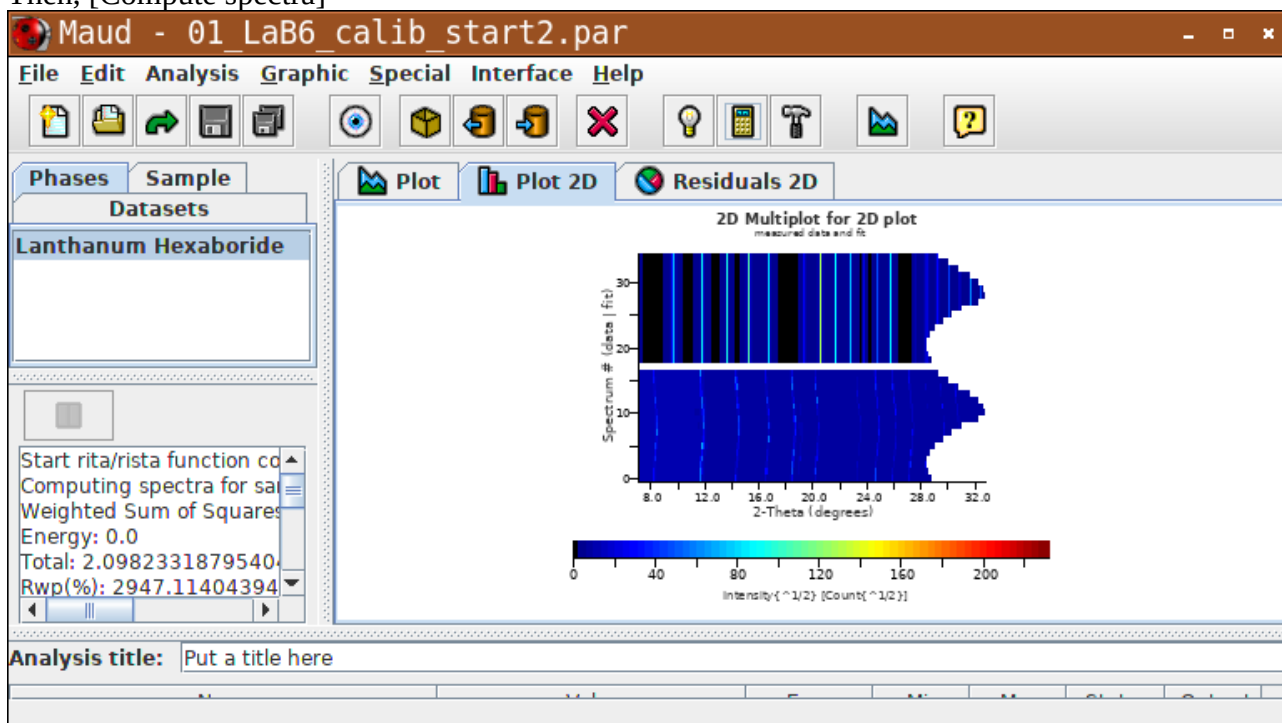 Then, [Compute spectra]
Maud - 01_LaB6_calib_start2.par
File Edit Analysis Graphic Special Interface Help
Phases Sample
Datasets
Lanthanum Hexaboride
Plot Plot 2D Residuals 2D
2D Multiplot for 2D plot
measured data and fit
Spectrum # (data | fit)
30
20
10
0
8.0 12.0 16.0 20.0 24.0 28.0 32.0
2-Theta (degrees)
0 40 80 120 160 200
Intensity{^1/2} [Count{^1/2}]
Start rita/rista function co
Computing spectra for sa
Weighted Sum of Squares
Energy: 0.0
Total: 2.0982331879540
Rwp(%): 2947.11404394
Analysis title: Put a title here